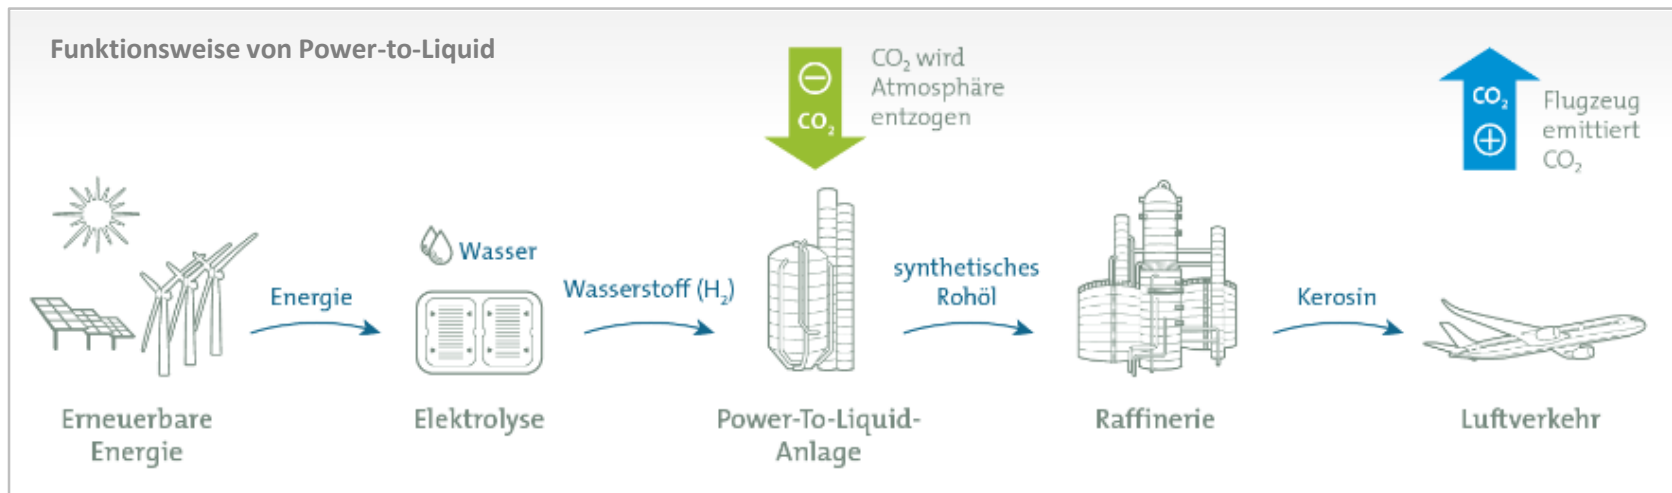 Funktionsweise von Power-to-Liquid
CO₂
CO₂ wird
Atmosphäre
entzogen
CO₂
Flugzeug
emittiert
CO₂
Energie
Wasser
Wasserstoff (H₂)
synthetisches
Rohöl
Kerosin
Erneuerbare
Energie
Elektrolyse
Power-To-Liquid-
Anlage
Raffinerie
Luftverkehr